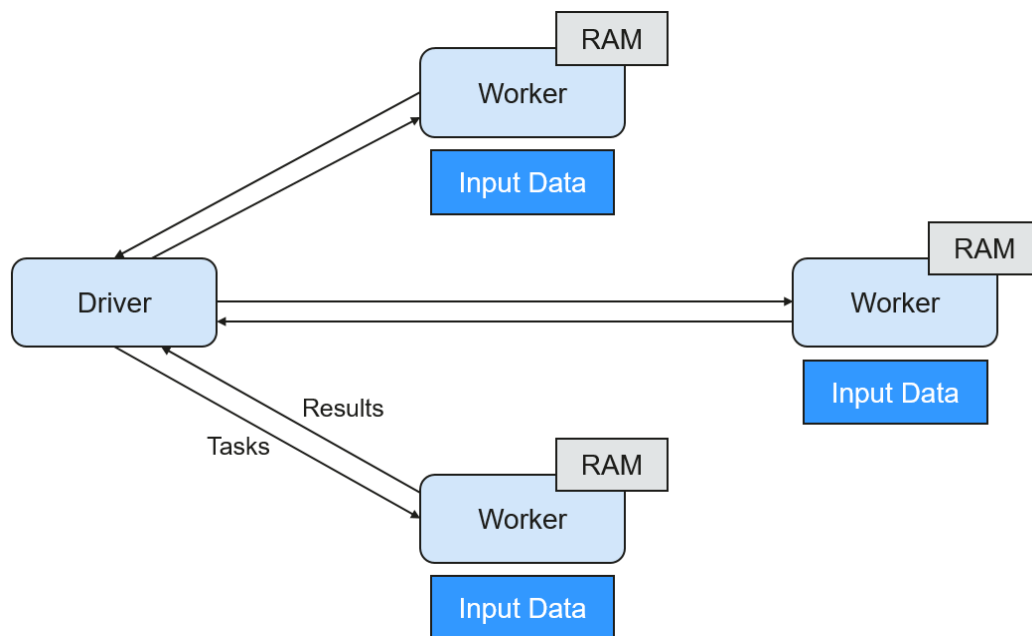 RAM
Worker
Input Data
RAM
Driver
Worker
Input Data
Results
Tasks
RAM
Worker
Input Data